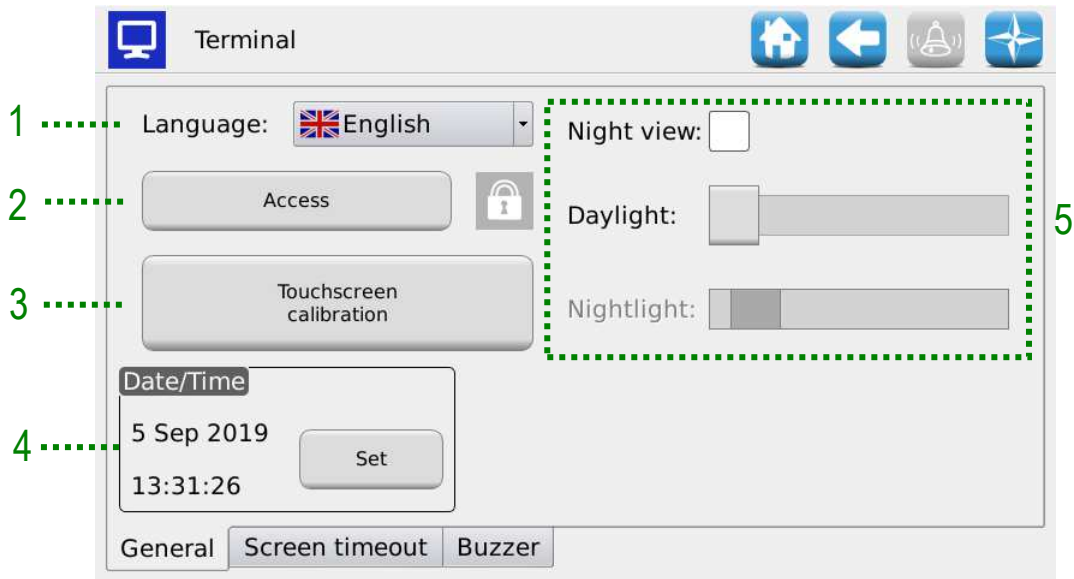 Terminal
1
Language:
English
2
Access
3
Touchscreen
calibration
4
Date/Time
5 Sep 2019
13:31:26
Set
Night view:
Daylight:
Nightlight:
5
General
Screen timeout
Buzzer